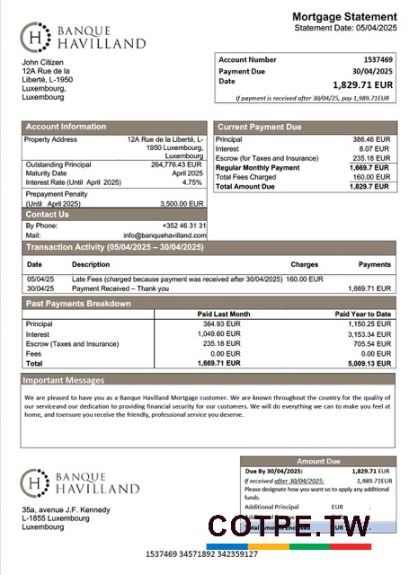 BANQUE
HAVILLAND
Mortgage Statement
Statement Date: 05/04/2025
John Citizen
12A Rue de la
Liberté, L-1950
Luxembourg,
Luxembourg
Account Number 1537469
Payment Due 30/04/2025
Date
1,829.71 EUR
If payment is received after 30/04/25, pay 1,989.71EUR
Account Information
Property Address 12A Rue de la Liberté, L-
1950 Luxembourg,
Luxembourg
Outstanding Principal 264,776.43 EUR
Maturity Date April 2025
Interest Rate (Until April 2025) 4.75%
Prepayment Penalty
(Until April 2025) 3,500.00 EUR
Contact Us
By Phone: +352 46 31 31
Mail: info@banquehavilland.com
Current Payment Due
Principal 386.46 EUR
Interest 8.07 EUR
Escrow (for Taxes and Insurance) 235.18 EUR
Regular Monthly Payment 1,669.7 EUR
Total Fees Charged 160.00 EUR
Total Amount Due 1,829.7 EUR
Transaction Activity (05/04/2025 – 30/04/2025)
Date Description Charges Payments
05/04/25 Late Fees (charged because payment was received after 30/04/2025) 160.00 EUR
30/04/25 Payment Received – Thank you 1,669.71 EUR
Past Payments Breakdown
Paid Last Month Paid Year to Date
Principal 384.93 EUR 1,150.25 EUR
Interest 1,049.60 EUR 3,153.34 EUR
Escrow (Taxes and Insurance) 235.18 EUR 705.54 EUR
Fees 0.00 EUR 0.00 EUR
Total 1,669.71 EUR 5,009.13 EUR
Important Messages
We are pleased to have you as a Banque Havilland Mortgage customer. We are known throughout the country for the quality of
our serviceand our dedication to providing financial security for our customers. We will do everything we can to make you feel at
home, and toensure you receive the friendly, professional service you deserve.
BANQUE
HAVILLAND
35a, avenue J.F. Kennedy
L-1855 Luxembourg
Luxembourg
Amount Due
Due By 30/04/2025: 1,829.71 EUR
If received after 30/04/2025: 1,989.71EUR
Please designate how you want us to apply any additional
funds.
Additional Principal EUR
COTPE.TW
1537469 34571892 342359127